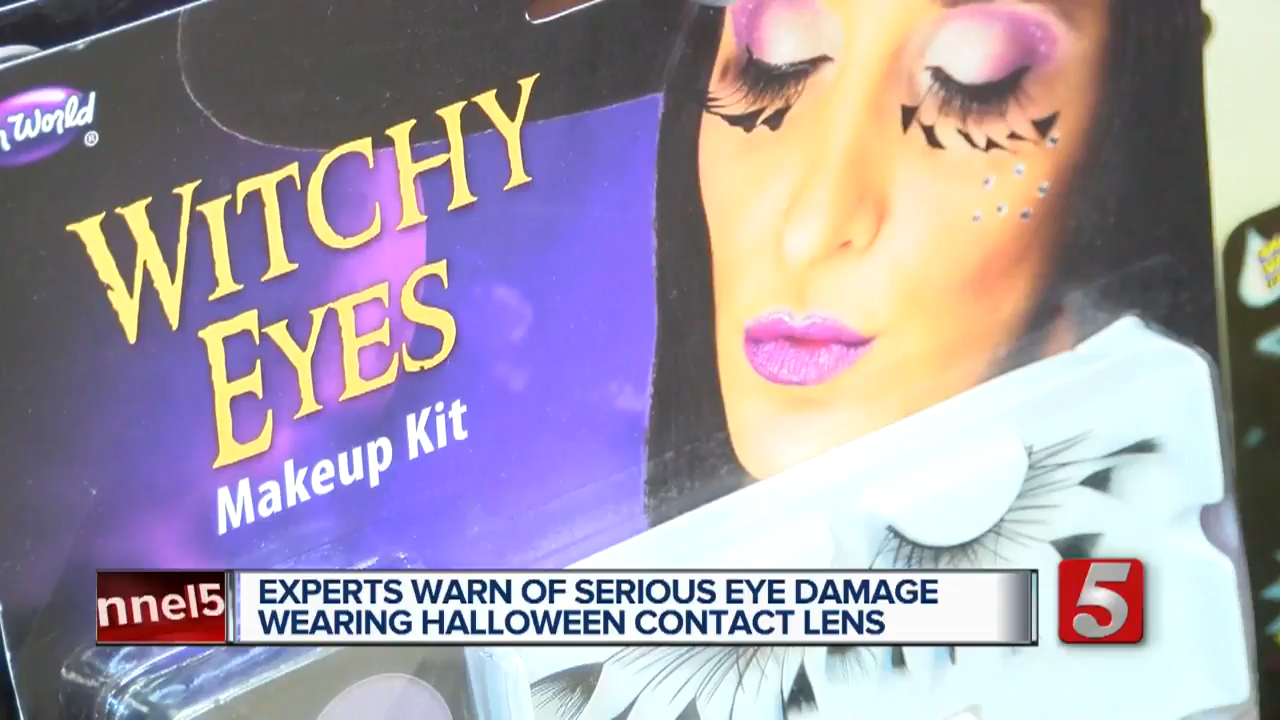 World®
WITCHY
EYES
Makeup Kit
nnel5
EXPERTS WARN OF SERIOUS EYE DAMAGE
WEARING HALLOWEEN CONTACT LENS
5